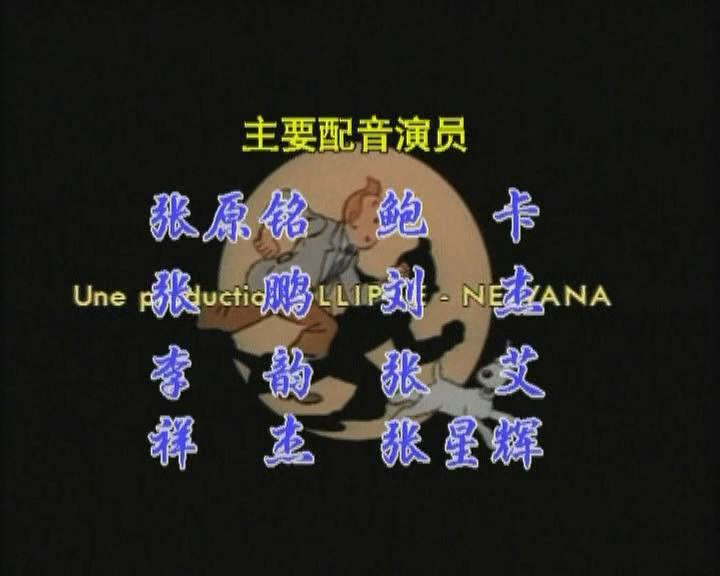 主要配音演员
张原铭 鲍卡
Une productio LLIP E - NE VANA
张鹏 刘杰
李韵 张艾
祥杰 张星辉